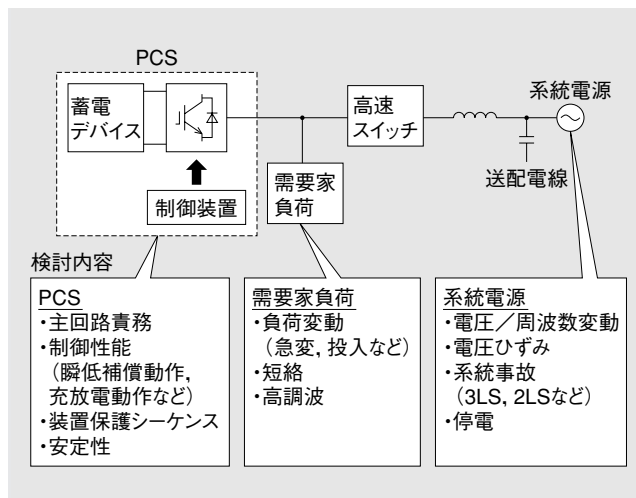 PCS
蓄電
デバイス
制御装置
需要家
負荷
高速
スイッチ
系統電源
送配電線
検討内容
PCS
・主回路責務
・制御性能
（瞬低補償動作，
充放電動作など）
・装置保護シーケンス
・安定性
需要家負荷
・負荷変動
（急変，投入など）
・短絡
・高調波
系統電源
・電圧／周波数変動
・電圧ひずみ
・系統事故
（3LS，2LSなど）
・停電